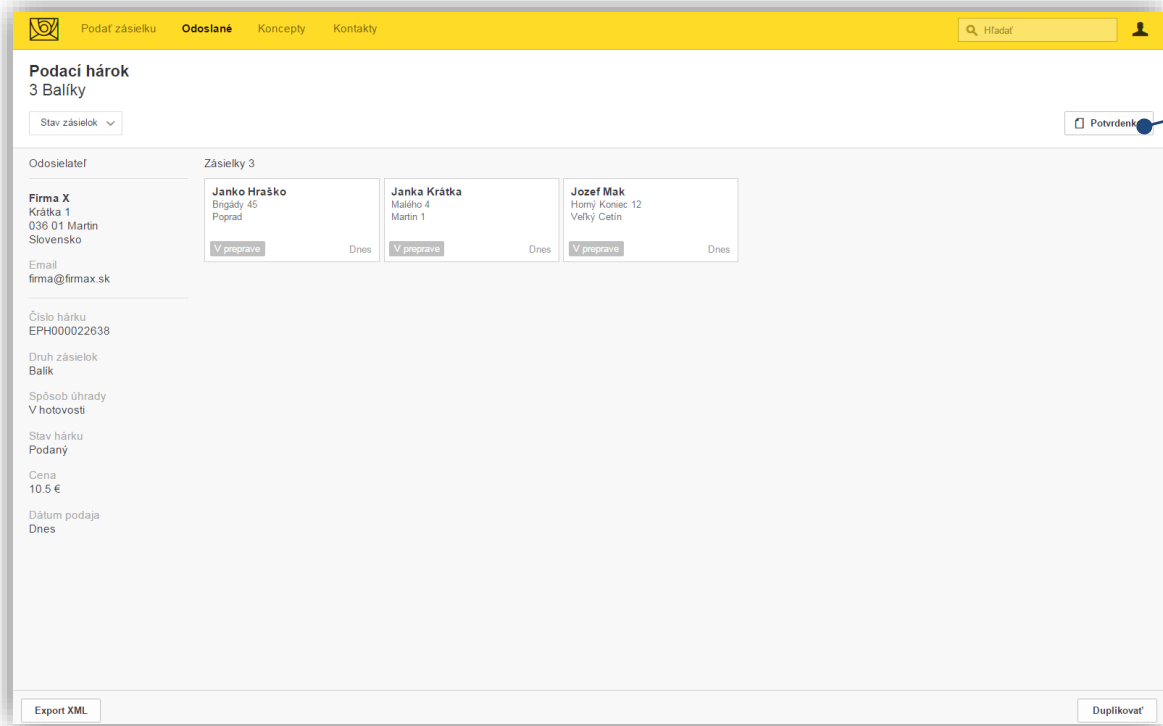 Podať zásielku Odoslané Koncepty Kontakty Hľadať
Podací hárok
3 Balíky
Stav zásielok
Odosielateľ
Firma X
Krátka 1
036 01 Martin
Slovensko
Email
firma@firmax.sk
Číslo hárku
EPH000022638
Druh zásielok
Balík
Spôsob úhrady
V hotovosti
Stav hárku
Podaný
Cena
10.5 €
Dátum podaja
Dnes
Zásielky 3
Janko Hraško
Brigády 45
Poprad
V preprave Dnes
Janka Krátka
Malého 4
Martin 1
V preprave Dnes
Jozef Mak
Horný Koniec 12
Veľký Cetín
V preprave Dnes
Export XML
Duplikovať